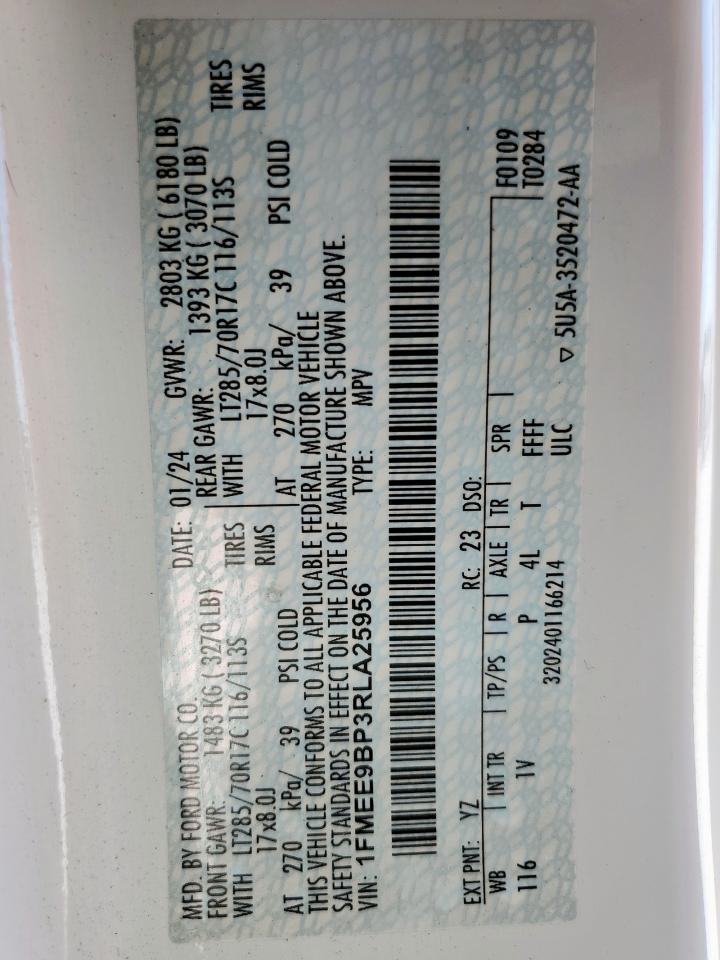 MFD. BY FORD MOTOR CO. DATE: 01/24 GVWR: 2803 KG ( 6180 LB)
FRONT GAWR: 1483 KG ( 3270 LB) REAR GAWR: 1393 KG ( 3070 LB)
WITH LT285/70R17C 116/113S TIRES WITH LT285/70R17C 116/113S TIRES
17x8.0J RIMS 17x8.0J RIMS
AT 270 kPa/ 39 PSI COLD AT 270 kPa/ 39 PSI COLD
THIS VEHICLE CONFORMS TO ALL APPLICABLE FEDERAL MOTOR VEHICLE
SAFETY STANDARDS IN EFFECT ON THE DATE OF MANUFACTURE SHOWN ABOVE.
VIN: 1FMEE9BP3RLA25956 TYPE: MPV
EXT PNT: YZ RC: 23 DSO:
WB INT TR TP/PS R AXLE TR SPR F0109
116 1V P 4L T FFFF T0284
3202401166214 ULC ▽ 5U5A-3520472-AA